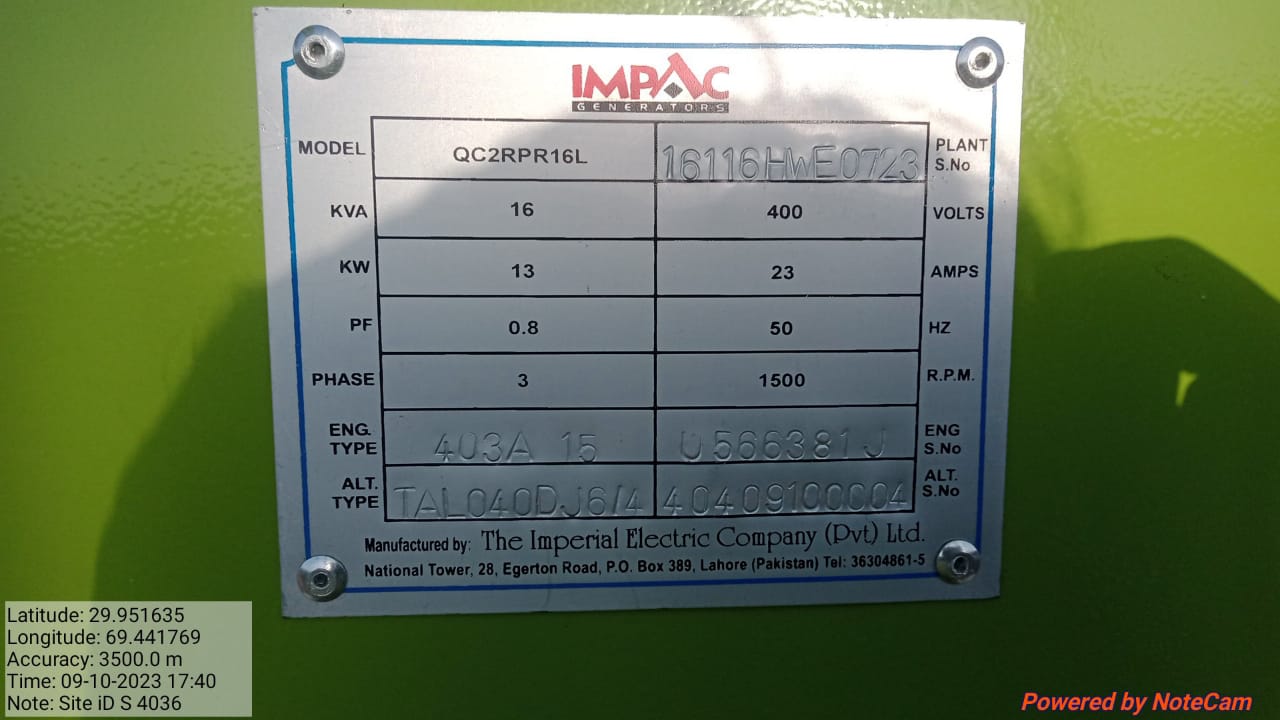 IMPAC
GENERATORS
MODEL QC2RPR16L 16116HWE0723 PLANT S.No
KVA 16 400 VOLTS
KW 13 23 AMPS
PF 0.8 50 HZ
PHASE 3 1500 R.P.M.
ENG. TYPE 403A 15 U566381J ENG S.No
ALT. TYPE TAL040DJ6/4 40409100004 ALT. S.No
Manufactured by: The Imperial Electric Company (Pvt) Ltd.
National Tower, 28, Egerton Road, P.O. Box 389, Lahore (Pakistan) Tel: 36304861-5
Latitude: 29.951635
Longitude: 69.441769
Accuracy: 3500.0 m
Time: 09-10-2023 17:40
Note: Site iD S 4036
Powered by NoteCam